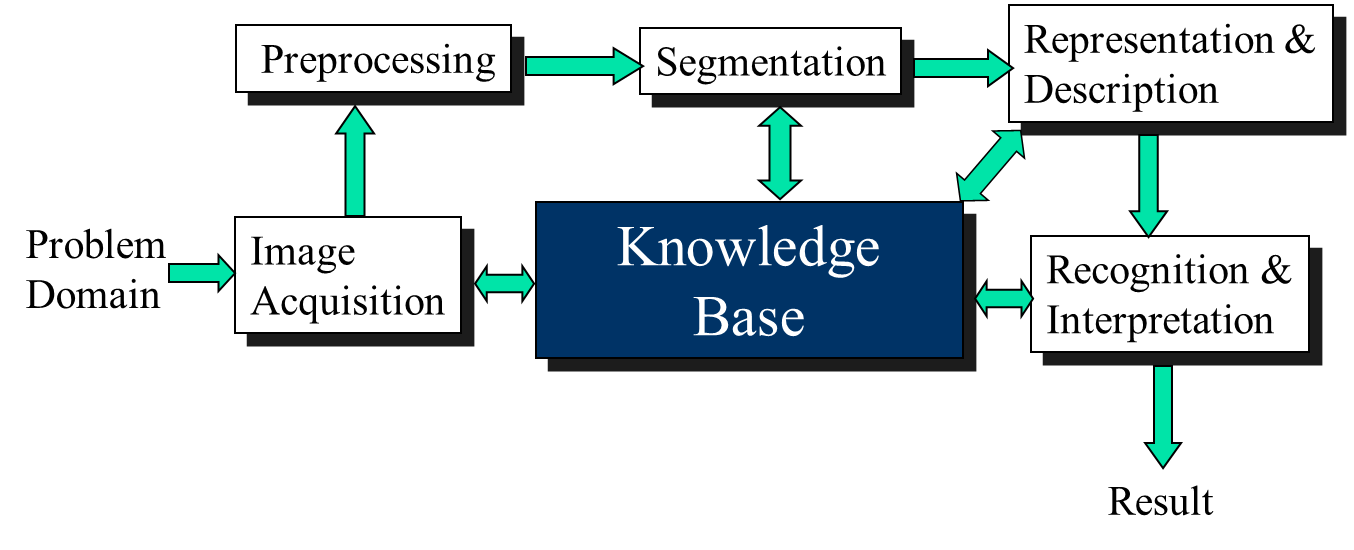 Preprocessing
Segmentation
Representation &
Description
Problem
Domain
Image
Acquisition
Knowledge
Base
Recognition &
Interpretation
Result